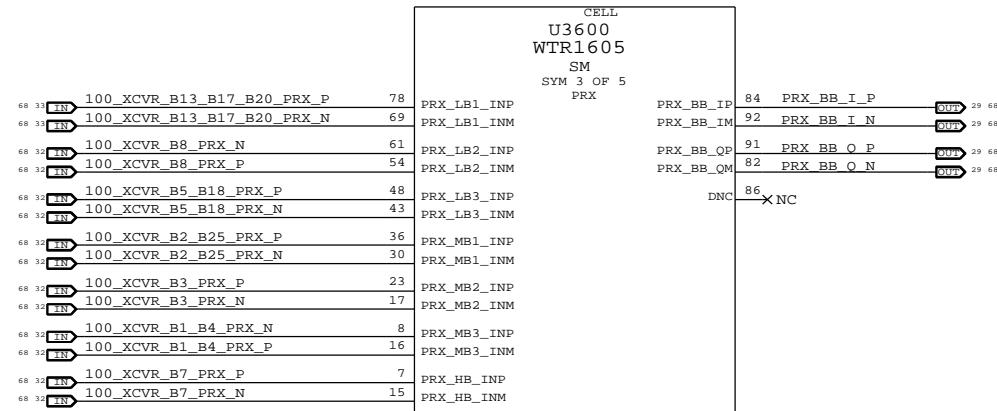 CELL
U3600
WTR1605
SM
SYM 3 OF 5
PRX
68 33 IN 100_XCVR_B13_B17_B20_PRX_P 78 PRX_LB1_INP PRX_BB_IP 84 PRX_BB_I_P OUT 29 68
68 33 IN 100_XCVR_B13_B17_B20_PRX_N 69 PRX_LB1_INM PRX_BB_IM 92 PRX_BB_I_N OUT 29 68
68 32 IN 100_XCVR_B8_PRX_N 61 PRX_LB2_INP PRX_BB_QP 91 PRX_BB_Q_P OUT 29 68
68 32 IN 100_XCVR_B8_PRX_P 54 PRX_LB2_INM PRX_BB_QM 82 PRX_BB_Q_N OUT 29 68
68 32 IN 100_XCVR_B5_B18_PRX_P 48 PRX_LB3_INP DNC 86 NC
68 32 IN 100_XCVR_B5_B18_PRX_N 43 PRX_LB3_INM
68 32 IN 100_XCVR_B2_B25_PRX_P 36 PRX_MB1_INP
68 32 IN 100_XCVR_B2_B25_PRX_N 30 PRX_MB1_INM
68 32 IN 100_XCVR_B3_PRX_P 23 PRX_MB2_INP
68 32 IN 100_XCVR_B3_PRX_N 17 PRX_MB2_INM
68 32 IN 100_XCVR_B1_B4_PRX_N 8 PRX_MB3_INP
68 32 IN 100_XCVR_B1_B4_PRX_P 16 PRX_MB3_INM
68 32 IN 100_XCVR_B7_PRX_P 7 PRX_HB_INP
68 32 IN 100_XCVR_B7_PRX_N 15 PRX_HB_INM